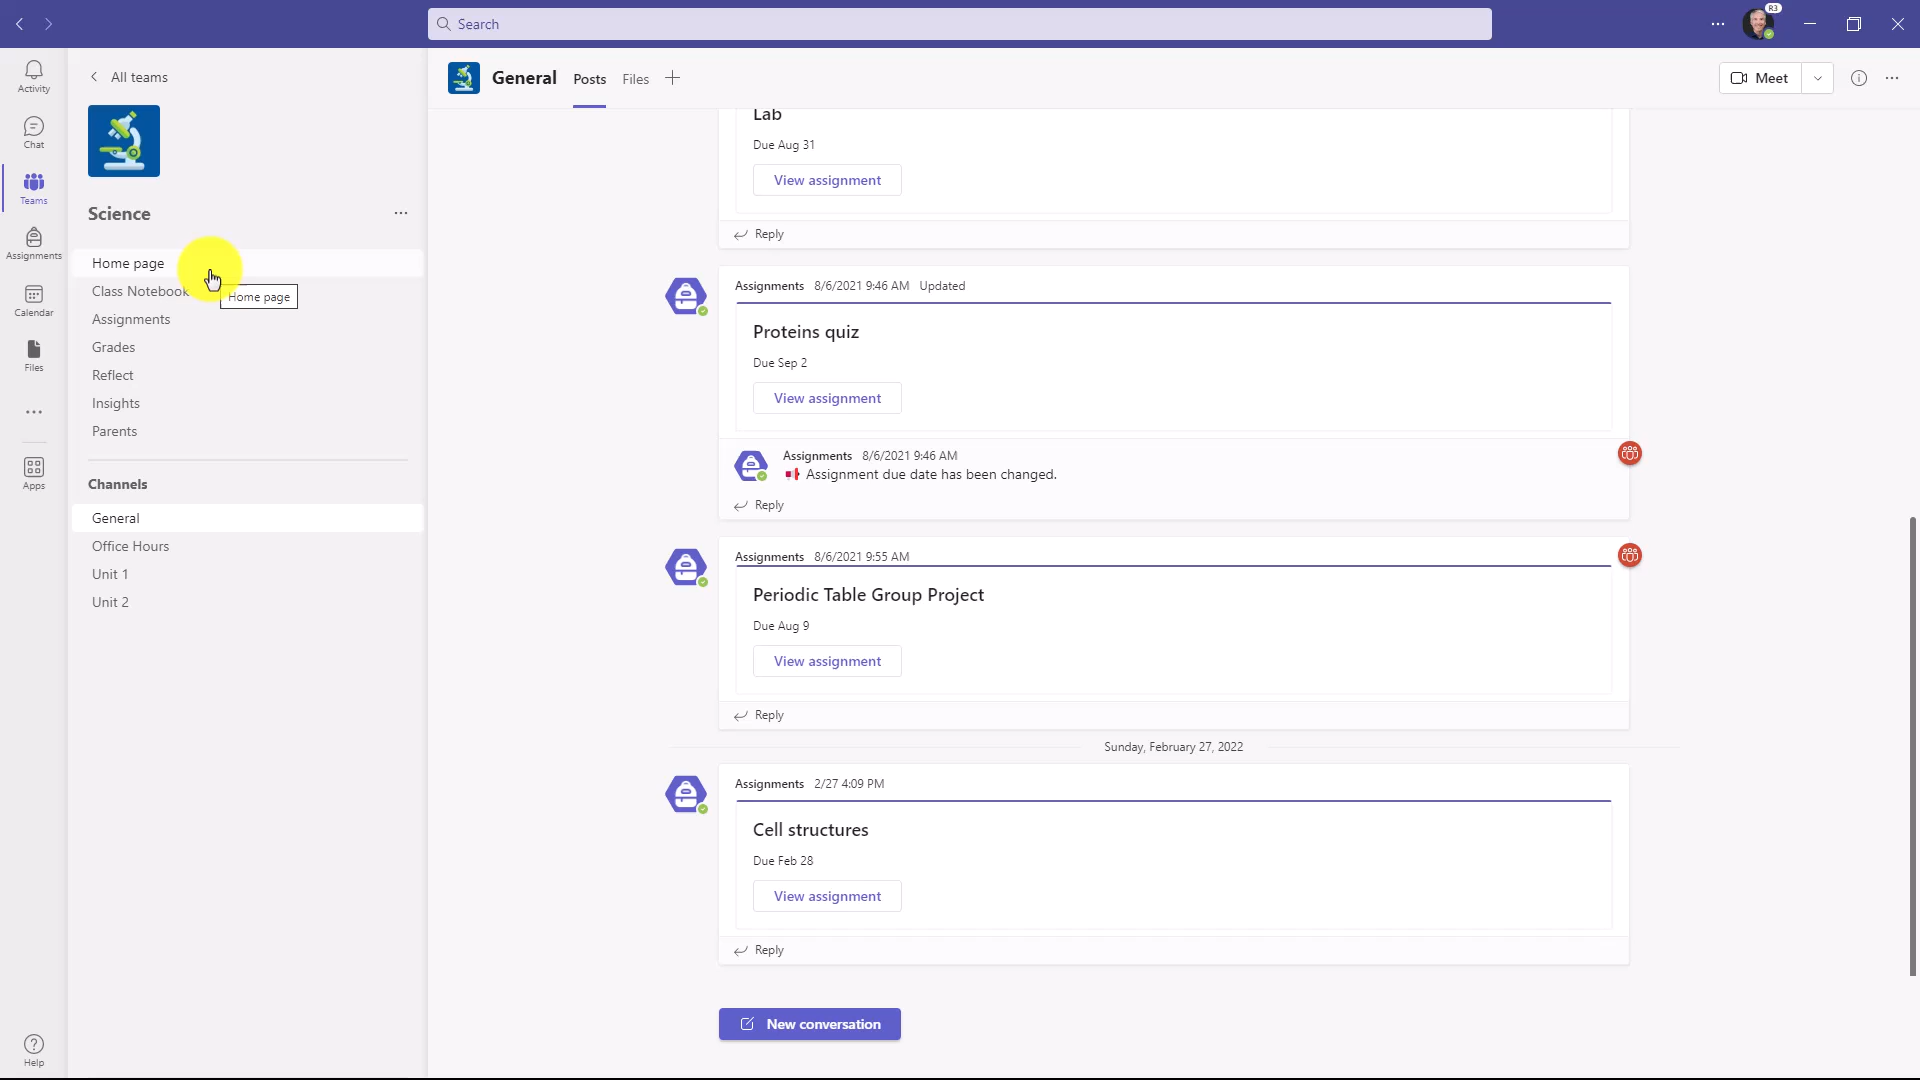 Search
R3
Activity
Chat
Teams
Assignments
Calendar
Files
Apps
Help
All teams
Science
Home page
Class Notebook
Home page
Assignments
Grades
Reflect
Insights
Parents
Channels
General
Office Hours
Unit 1
Unit 2
General Posts Files
Meet
Lab
Due Aug 31
View assignment
Reply
Assignments 8/6/2021 9:46 AM Updated
Proteins quiz
Due Sep 2
View assignment
Assignments 8/6/2021 9:46 AM
Assignment due date has been changed.
Reply
Assignments 8/6/2021 9:55 AM
Periodic Table Group Project
Due Aug 9
View assignment
Reply
Sunday, February 27, 2022
Assignments 2/27 4:09 PM
Cell structures
Due Feb 28
View assignment
Reply
New conversation